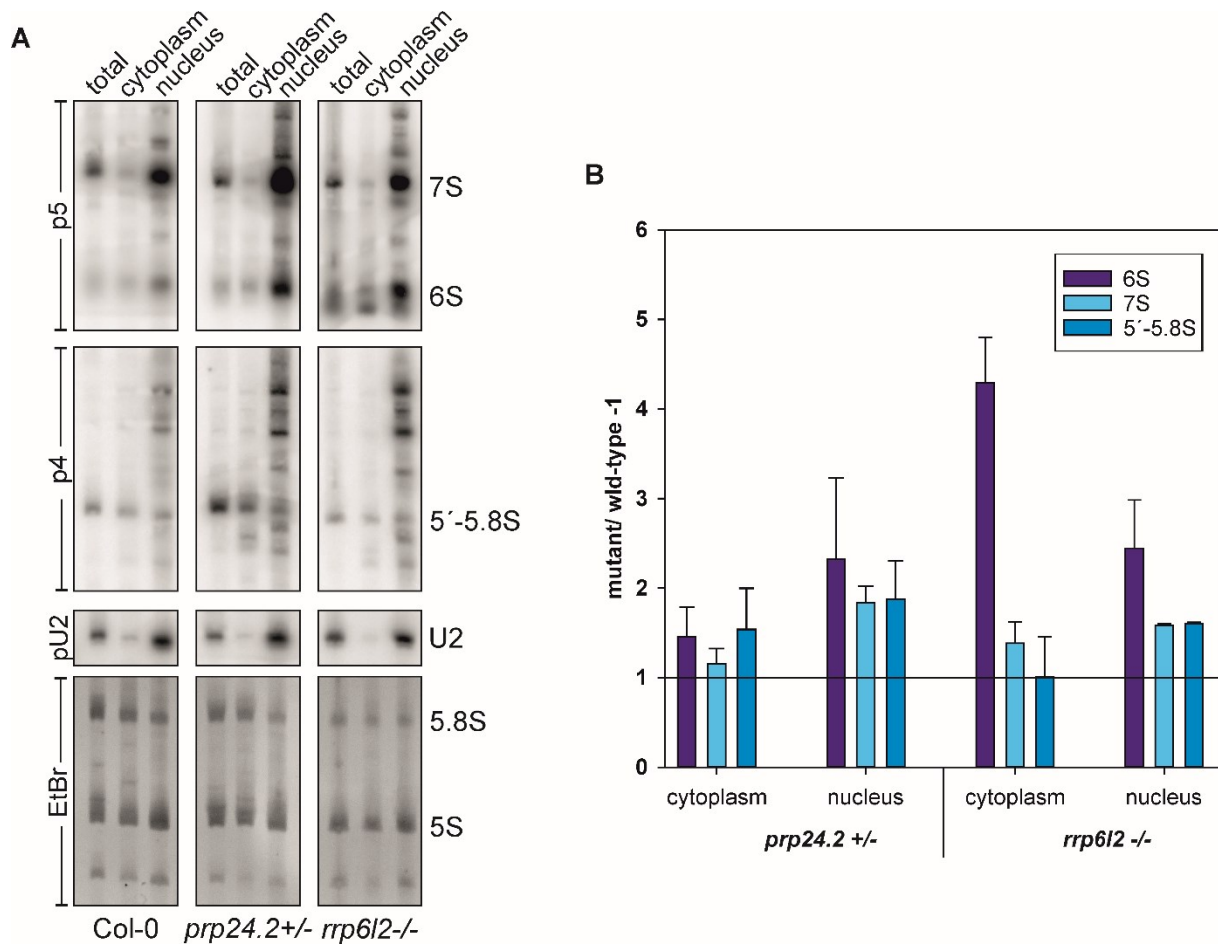 A
total
cytoplasm
nucleus
total
cytoplasm
nucleus
total
cytoplasm
nucleus
p5
7S
6S
p4
5´-5.8S
pU2
U2
EtBr
5.8S
5S
Col-0
prp24.2+/-
rrp6l2-/-
B
mutant/ wld-type -1
6
5
4
3
2
1
0
6S
7S
5´-5.8S
cytoplasm
nucleus
cytoplasm
nucleus
prp24.2 +/-
rrp6l2 -/-